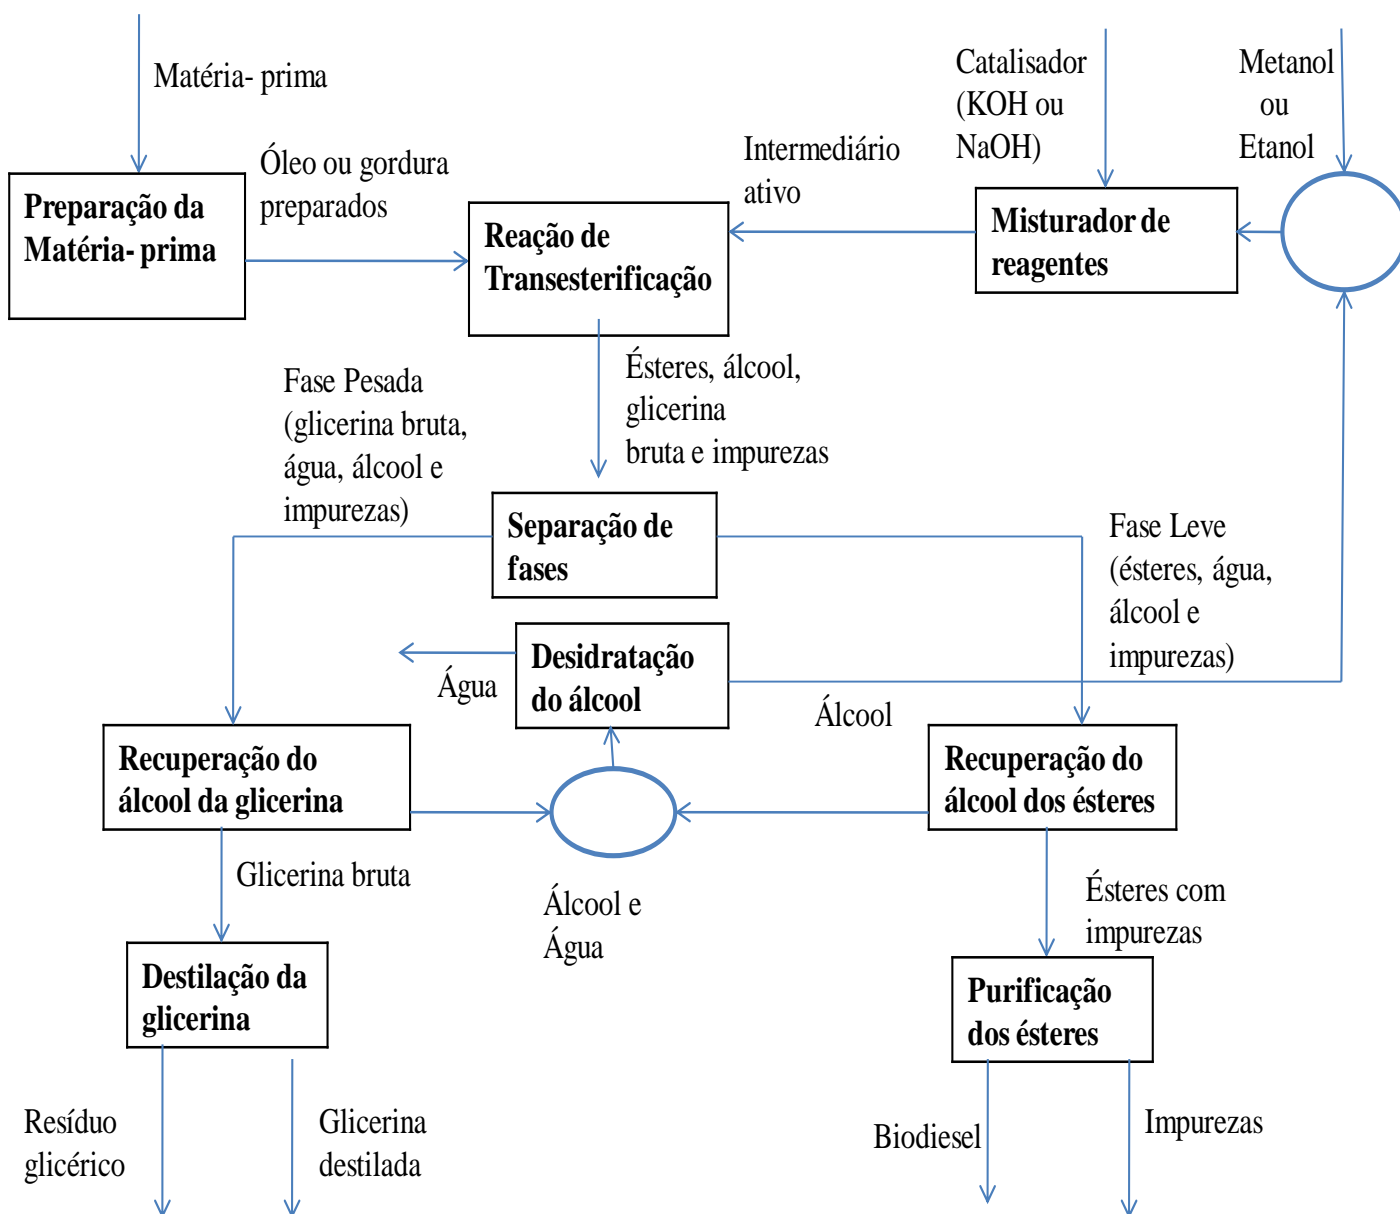 Matéria- prima
Catalisador
(KOH ou
NaOH)
Metanol
ou
Etanol
Óleo ou gordura
preparados
Intermediário
ativo
Preparação da
Matéria- prima
Reação de
Transesterificação
Misturador de
reagentes
Fase Pesada
(glicerina bruta,
água, álcool e
impurezas)
Ésteres, álcool,
glicerina
bruta e impurezas
Separação de
fases
Fase Leve
(ésteres, água,
álcool e
impurezas)
Desidratação
do álcool
Água
Álcool
Recuperação do
álcool da glicerina
Recuperação do
álcool dos ésteres
Glicerina bruta
Álcool e
Água
Ésteres com
impurezas
Destilação da
glicerina
Purificação
dos ésteres
Resíduo
glicérico
Glicerina
destilada
Biodiesel
Impurezas